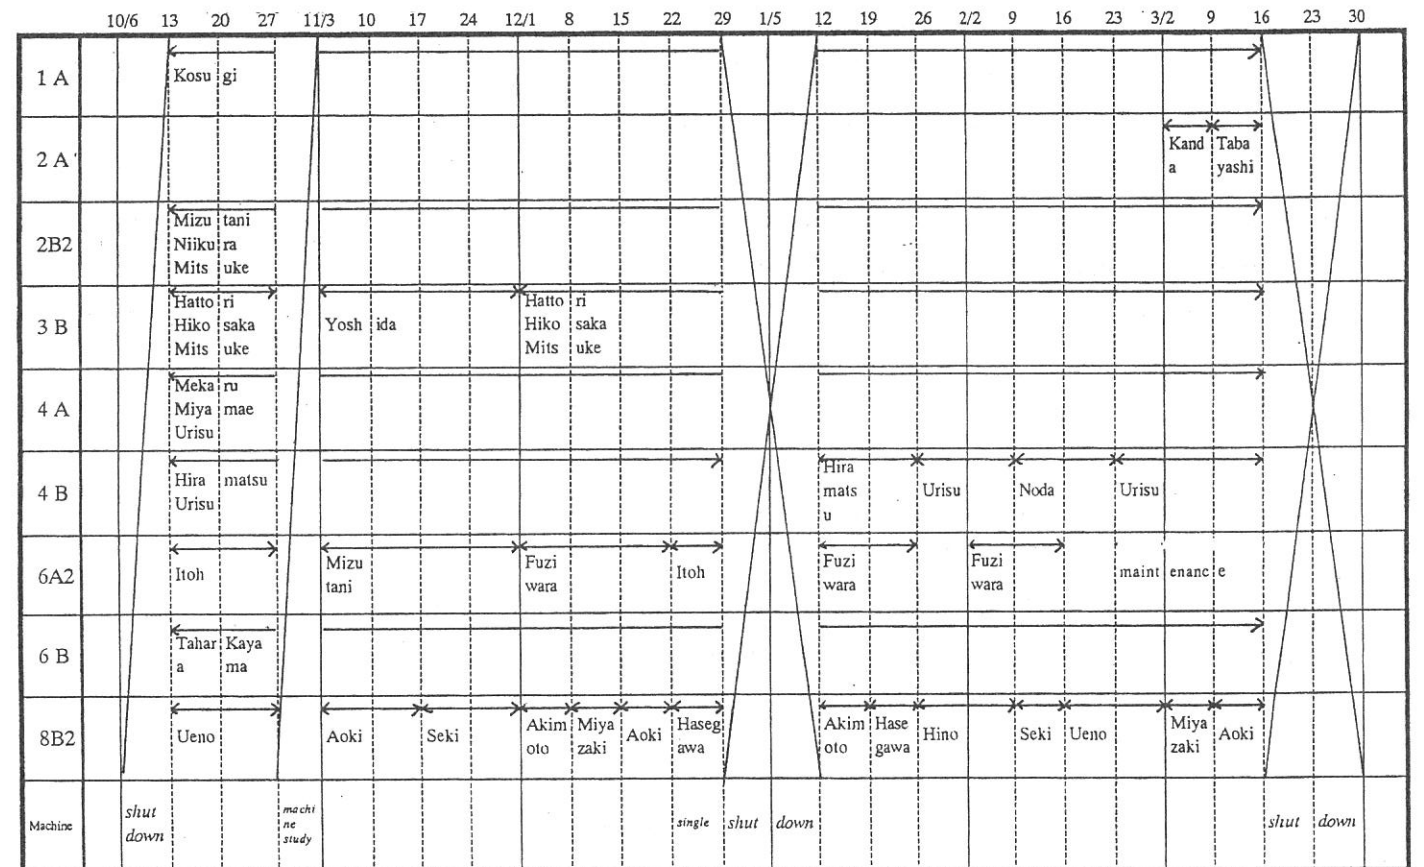 10/6 13 20 27 11/3 10 17 24 12/1 8 15 22 29 1/5 12 19 26 2/2 9 16 23 3/2 9 16 23 30
1 A Kosu gi
2 A' Kand a Taba yashi
2B2 Mizu tani
Niiku ra
Mits uke
3 B Hatto ri Yosh ida Hatto ri
Hiko saka Hiko saka
Mits uke Mits uke
4 A Meka ru
Miya mae
Urisu
4 B Hira matsu Hira mats u Urisu Noda Urisu
Urisu
6A2 Itoh Mizu tani Fuzi wara Itoh Fuzi wara Fuzi wara maint enanc e
6 B Tahar a Kaya ma
8B2 Ueno Aoki Seki Akim oto Miya zaki Aoki Haseg awa Akim oto Hase gawa Hino Seki Ueno Miya zaki Aoki
Machine shut down machi ne study single shut down shut down